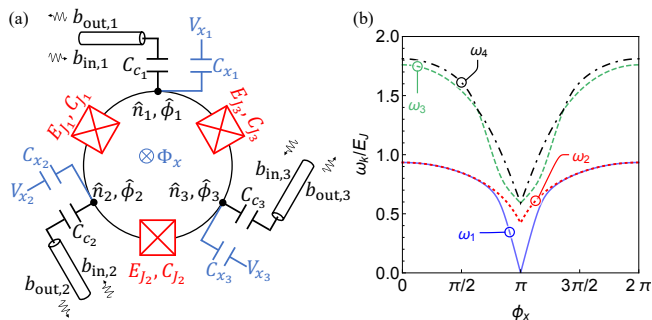 (a)
b_out,1
b_in,1
C_c1
V_x1
C_x1
E_J1, C_J1
n̂_1, ϕ̂_1
E_J3, C_J3
⊗ Φ_x
C_x2
V_x2
n̂_2, ϕ̂_2
n̂_3, ϕ̂_3
C_c2
b_out,2
b_in,2
E_J2, C_J2
C_c3
b_in,3
b_out,3
C_x3
V_x3
(b)
ω_k/E_J
2.0
1.5
1.0
0.5
0.0
ω_4
ω_3
ω_2
ω_1
0
π/2
π
3π/2
2 π
ϕ_x